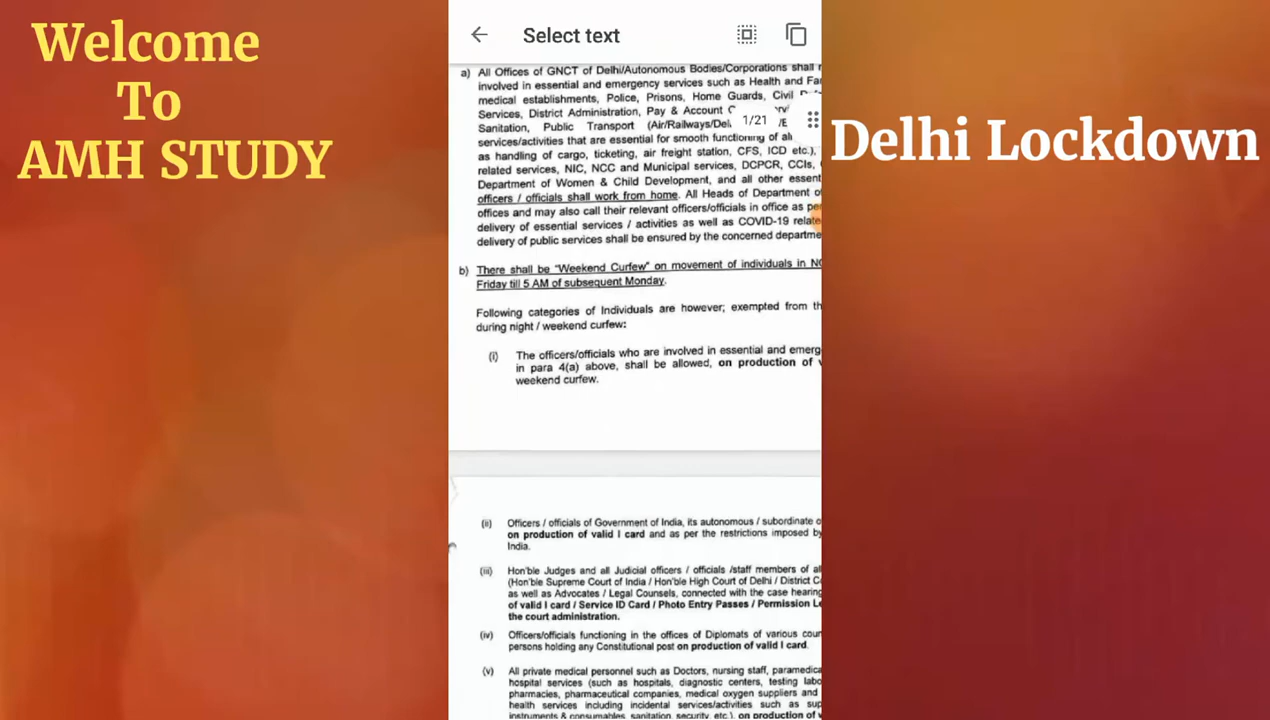 Welcome
To
AMH STUDY
Select text
Delhi Lockdown
a) All Offices of GNCT of Delhi/Autonomous Bodies/Corporations shall
involved in essential and emergency services such as Health and
medical establishments, Police, Prisons, Home Guards, Civil
Services, District Administration, Pay & Account
1/21
Sanitation, Public Transport (Air/Railways/
services/activities that are essential for smooth functioning of
as handling of cargo, ticketing, air freight station, CFS, ICD etc.),
related services, NIC, NCC and Municipal services, DCPCR, CCIs,
Department of Women & Child Development, and all other
officers / officials shall work from home. All Heads of Department
offices and may also call their relevant officers/officials in office as
delivery of essential services / activities as well as COVID-19
delivery of public services shall be ensured by the concerned
b) There shall be "Weekend Curfew" on movement of individuals in
Friday till 5 AM of subsequent Monday.
Following categories of Individuals are however; exempted from
during night / weekend curfew:
(i) The officers/officials who are involved in essential and
in para 4(a) above, shall be allowed, on production of
weekend curfew.
(ii) Officers / officials of Government of India, its autonomous / subordinate
on production of valid I card and as per the restrictions imposed by
India.
(iii) Hon'ble Judges and all Judicial officers / officials /staff members of
(Hon'ble Supreme Court of India / Hon'ble High Court of Delhi / District
as well as Advocates / Legal Counsels, connected with the case
of valid I card / Service ID Card / Photo Entry Passes / Permission
the court administration.
(iv) Officers/officials functioning in the offices of Diplomats of various
persons holding any Constitutional post on production of valid I card.
(v) All private medical personnel such as Doctors, nursing staff,
hospital services (such as hospitals, diagnostic centers, testing
pharmacies, pharmaceutical companies, medical oxygen suppliers and
health services including incidental services/activities such as
instruments & consumables, sanitation, security, etc.), on production of